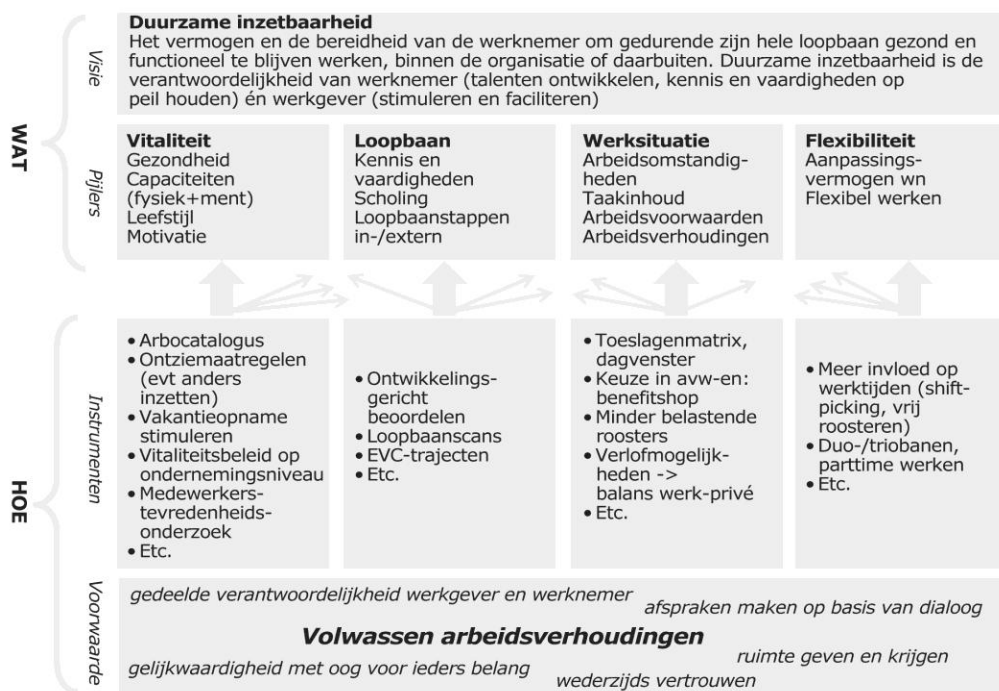 WAT
Visie
Duurzame inzetbaarheid
Het vermogen en de bereidheid van de werknemer om gedurende zijn hele loopbaan gezond en
functioneel te blijven werken, binnen de organisatie of daarbuiten. Duurzame inzetbaarheid is de
verantwoordelijkheid van werknemer (talenten ontwikkelen, kennis en vaardigheden op
peil houden) én werkgever (stimuleren en faciliteren)
Pijlers
Vitaliteit
Gezondheid
Capaciteiten
(fysiek+ment)
Leefstijl
Motivatie
Loopbaan
Kennis en
vaardigheden
Scholing
Loopbaanstappen
in-/extern
Werksituatie
Arbeidsomstandig-
heden
Taakinhoud
Arbeidsvoorwaarden
Arbeidsverhoudingen
Flexibiliteit
Aanpassings-
vermogen wn
Flexibel werken
HOE
Instrumenten
• Arbocatalogus
• Ontziemaatregelen
(evt anders
inzetten)
• Vakantieopname
stimuleren
• Vitaliteitsbeleid op
ondernemingsniveau
• Medewerkers-
tevredenheids-
onderzoek
• Etc.
• Ontwikkelings-
gericht
beoordelen
• Loopbaanscans
• EVC-trajecten
• Etc.
• Toeslagenmatrix,
dagvenster
• Keuze in avw-en:
benefitshop
• Minder belastende
roosters
• Verlofmogelijk-
heden ->
balans werk-privé
• Etc.
• Meer invloed op
werktijden (shift-
picking, vrij
roosteren)
• Duo-/triobanen,
parttime werken
• Etc.
Voorwaarde
gedeelde verantwoordelijkheid werkgever en werknemer
afspraken maken op basis van dialoog
Volwassen arbeidsverhoudingen
ruimte geven en krijgen
gelijkwaardigheid met oog voor ieders belang
wederzijds vertrouwen